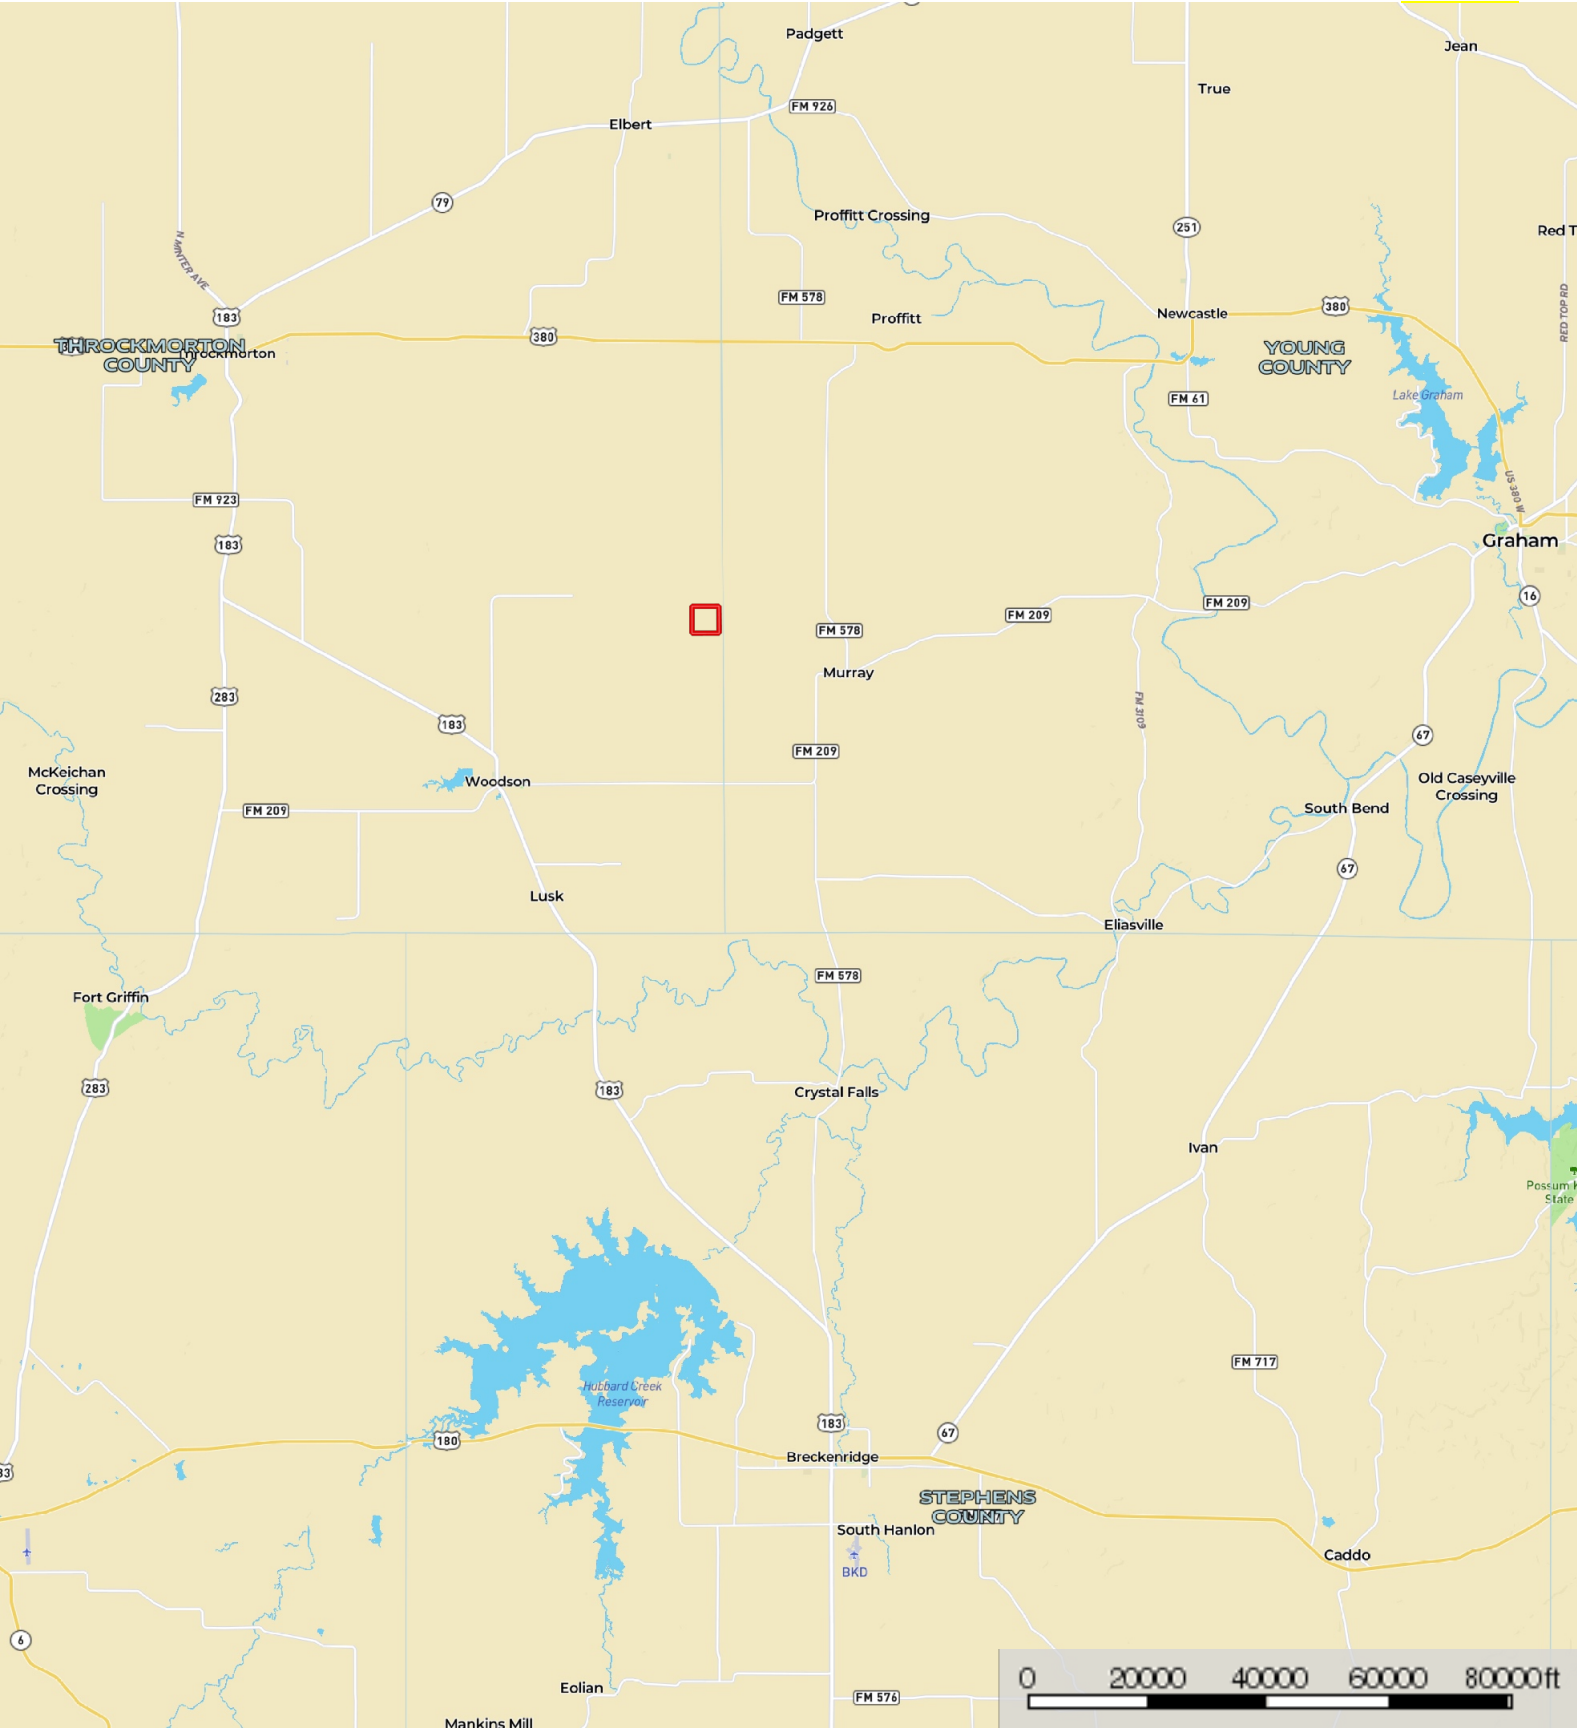 Padgett
Jean
True
FM 926
Elbert
79
Proffitt Crossing
251
Red T
N MINTER AVE
FM 578
380
183
Proffitt
Newcastle
RED TOP RD
THROCKMORTON
COUNTY
Throckmorton
380
YOUNG
COUNTY
Lake Graham
FM 61
FM 923
US 380 W
183
Graham
16
FM 209
FM 209
FM 578
Murray
283
FM 3109
183
67
FM 209
McKeichan
Crossing
Woodson
Old Caseyville
Crossing
FM 209
South Bend
67
Lusk
Eliasville
FM 578
Fort Griffin
283
183
Crystal Falls
Ivan
Possum K
State
FM 717
Hubbard Creek
Reservoir
183
67
180
Breckenridge
83
STEPHENS
COUNTY
South Hanlon
Caddo
BKD
6
Eolian
FM 576
Mankins Mill
0 20000 40000 60000 80000 ft